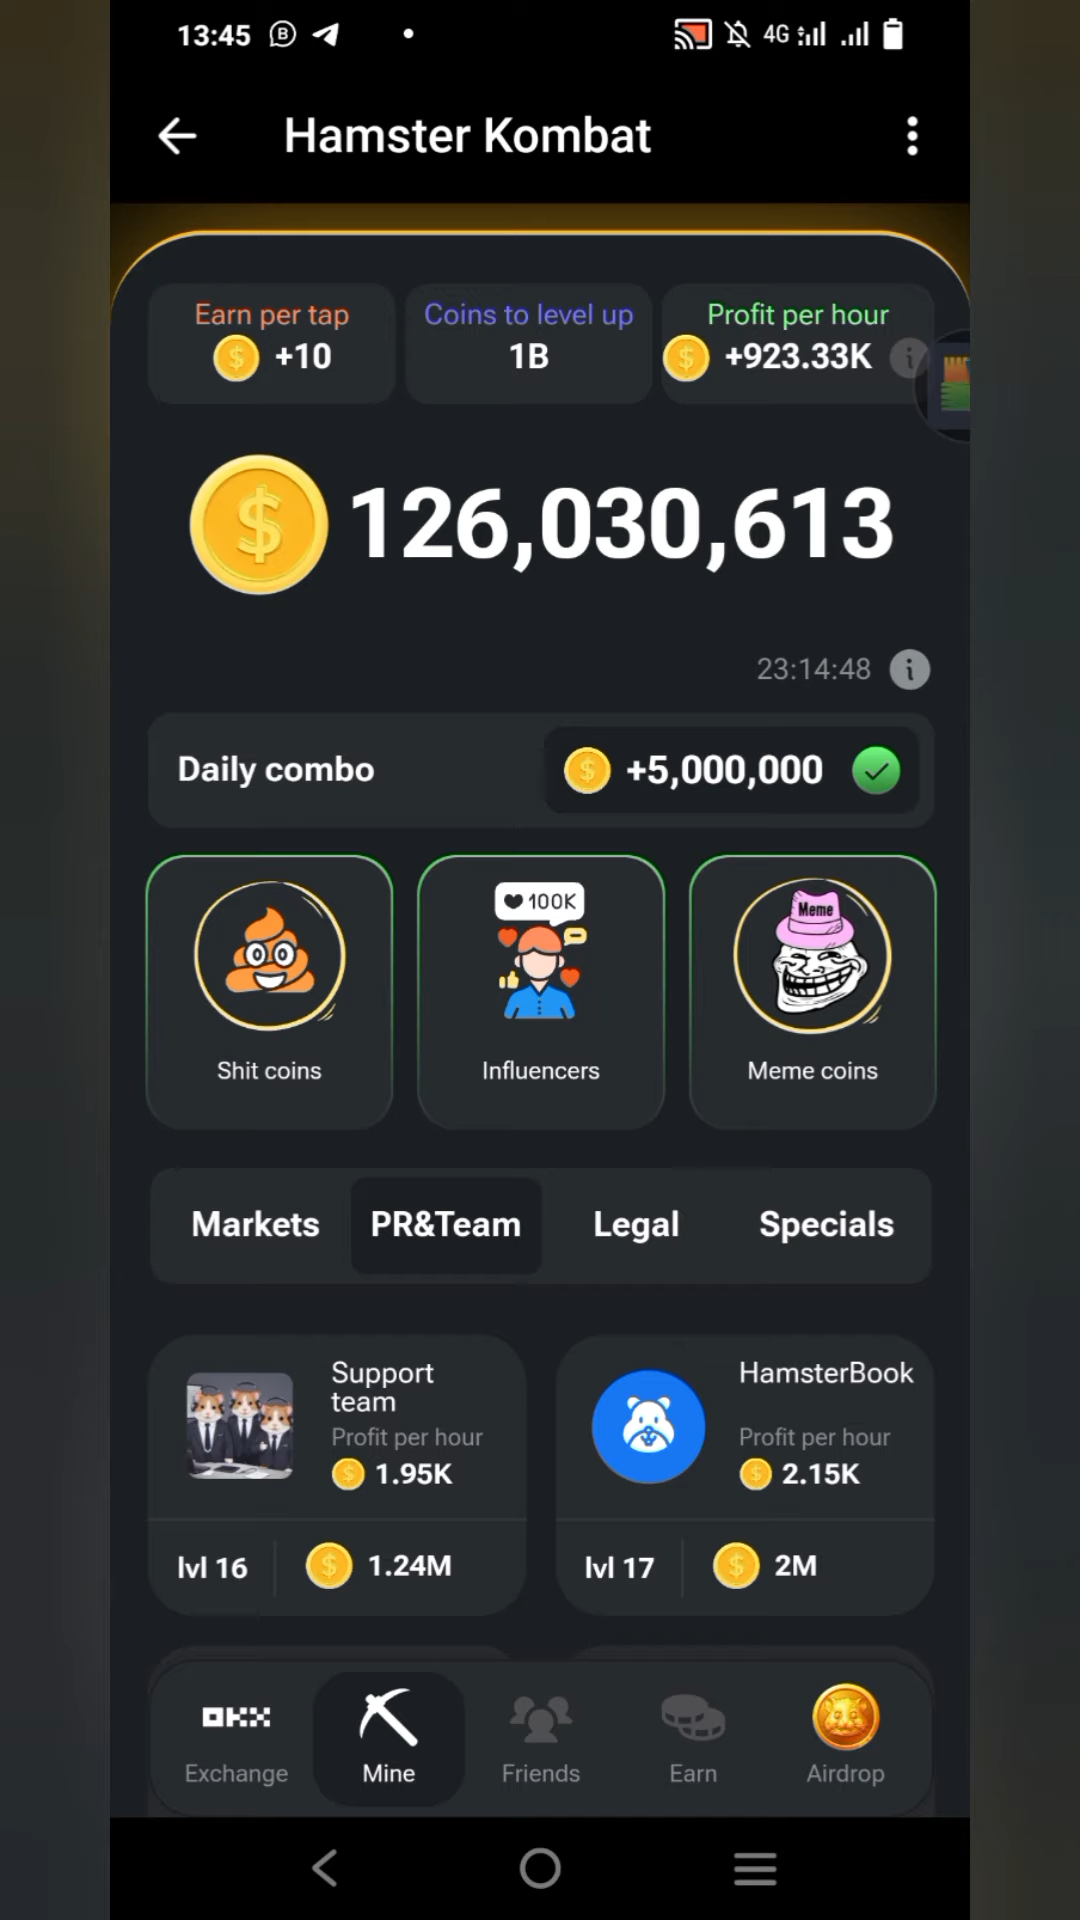 13:45
4G
Hamster Kombat
Earn per tap
+10
Coins to level up
1B
Profit per hour
+923.33K
126,030,613
23:14:48
Daily combo
+5,000,000
100K
Meme
Shit coins
Influencers
Meme coins
Markets
PR&Team
Legal
Specials
Support
team
Profit per hour
1.95K
lvl 16
1.24M
HamsterBook
Profit per hour
2.15K
lvl 17
2M
OKX
Exchange
Mine
Friends
Earn
Airdrop